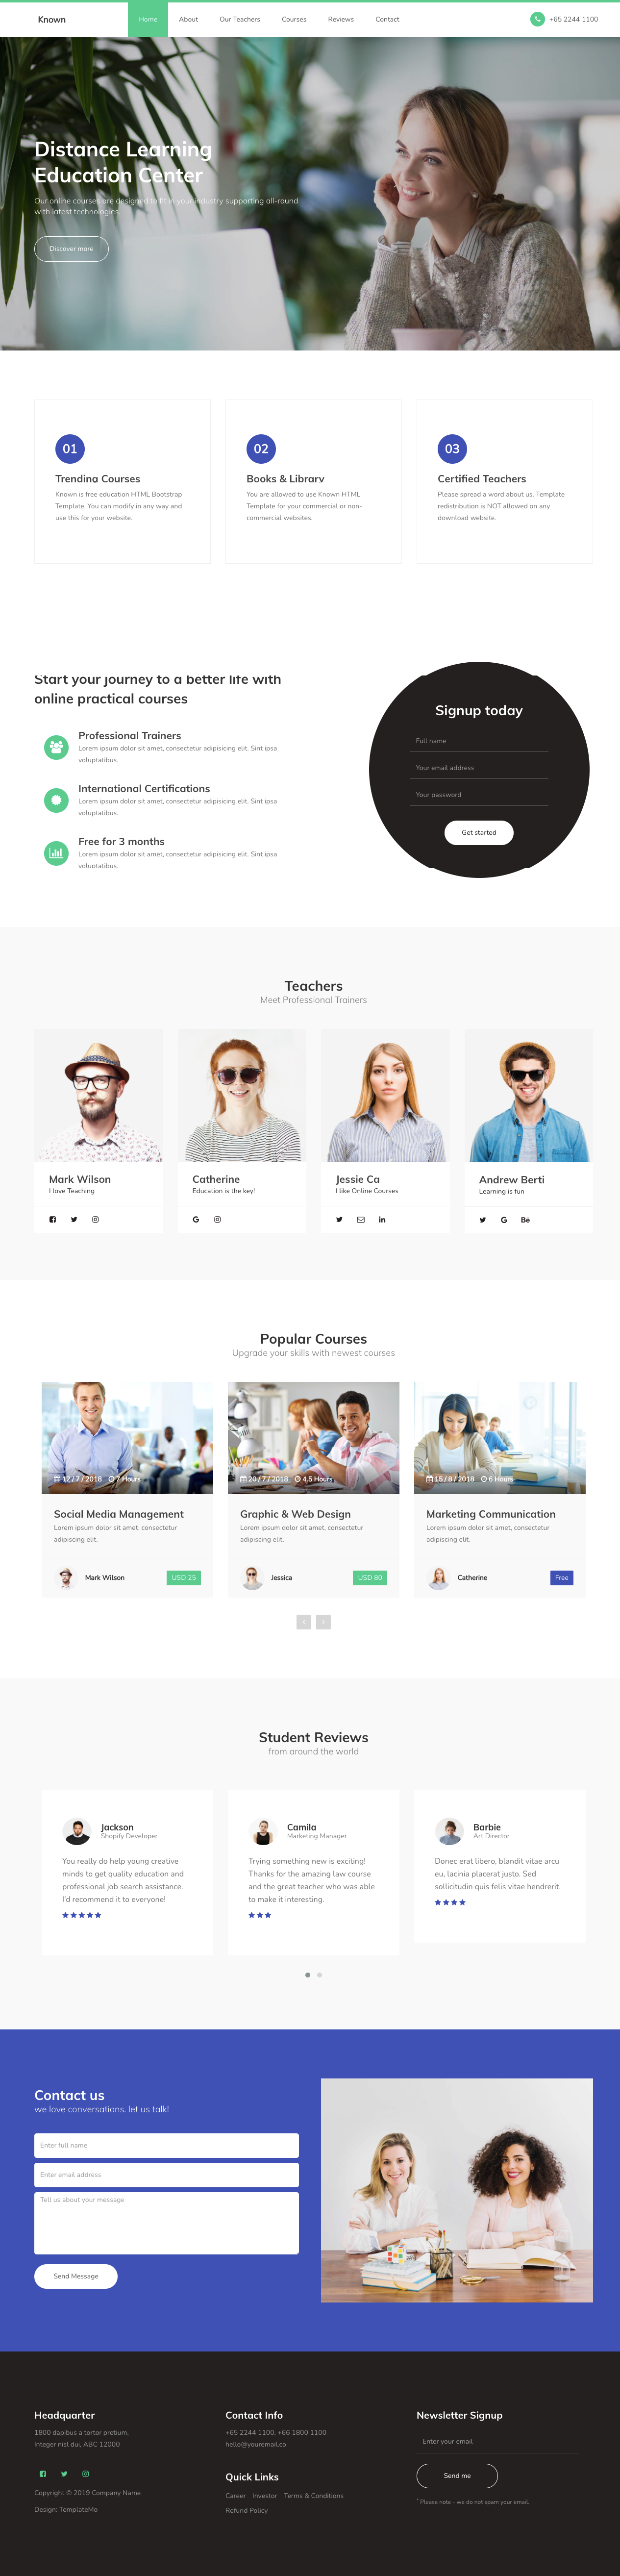 Known
Home
About
Our Teachers
Courses
Reviews
Contact
+65 2244 1100
Distance Learning
Education Center
Our online courses are designed to fit in your industry supporting all-round
with latest technologies.
Discover more
01
Trending Courses
Known is free education HTML Bootstrap
Template. You can modify in any way and
use this for your website.
02
Books & Library
You are allowed to use Known HTML
Template for your commercial or non-
commercial websites.
03
Certified Teachers
Please spread a word about us. Template
redistribution is NOT allowed on any
download website.
Start your journey to a better life with
online practical courses
Professional Trainers
Lorem ipsum dolor sit amet, consectetur adipisicing elit. Sint ipsa
voluptatibus.
International Certifications
Lorem ipsum dolor sit amet, consectetur adipisicing elit. Sint ipsa
voluptatibus.
Free for 3 months
Lorem ipsum dolor sit amet, consectetur adipisicing elit. Sint ipsa
voluptatibus.
Signup today
Full name
Your email address
Your password
Get started
Teachers
Meet Professional Trainers
Mark Wilson
I love Teaching
Catherine
Education is the key!
Jessie Ca
I like Online Courses
Andrew Berti
Learning is fun
Popular Courses
Upgrade your skills with newest courses
12 / 7 / 2018 7 Hours
Social Media Management
Lorem ipsum dolor sit amet, consectetur
adipiscing elit.
Mark Wilson
USD 25
20 / 7 / 2018 4.5 Hours
Graphic & Web Design
Lorem ipsum dolor sit amet, consectetur
adipiscing elit.
Jessica
USD 80
15 / 8 / 2018 6 Hours
Marketing Communication
Lorem ipsum dolor sit amet, consectetur
adipiscing elit.
Catherine
Free
Student Reviews
from around the world
Jackson
Shopify Developer
You really do help young creative
minds to get quality education and
professional job search assistance.
I'd recommend it to everyone!
Camila
Marketing Manager
Trying something new is exciting!
Thanks for the amazing law course
and the great teacher who was able
to make it interesting.
Barbie
Art Director
Donec erat libero, blandit vitae arcu
eu, lacinia placerat justo. Sed
sollicitudin quis felis vitae hendrerit.
Contact us
we love conversations. let us talk!
Enter full name
Enter email address
Tell us about your message
Send Message
Headquarter
1800 dapibus a tortor pretium,
Integer nisl dui, ABC 12000
Copyright © 2019 Company Name
Design: TemplateMo
Contact Info
+65 2244 1100, +66 1800 1100
hello@youremail.co
Quick Links
Career Investor Terms & Conditions
Refund Policy
Newsletter Signup
Enter your email
Send me
* Please note - we do not spam your email.